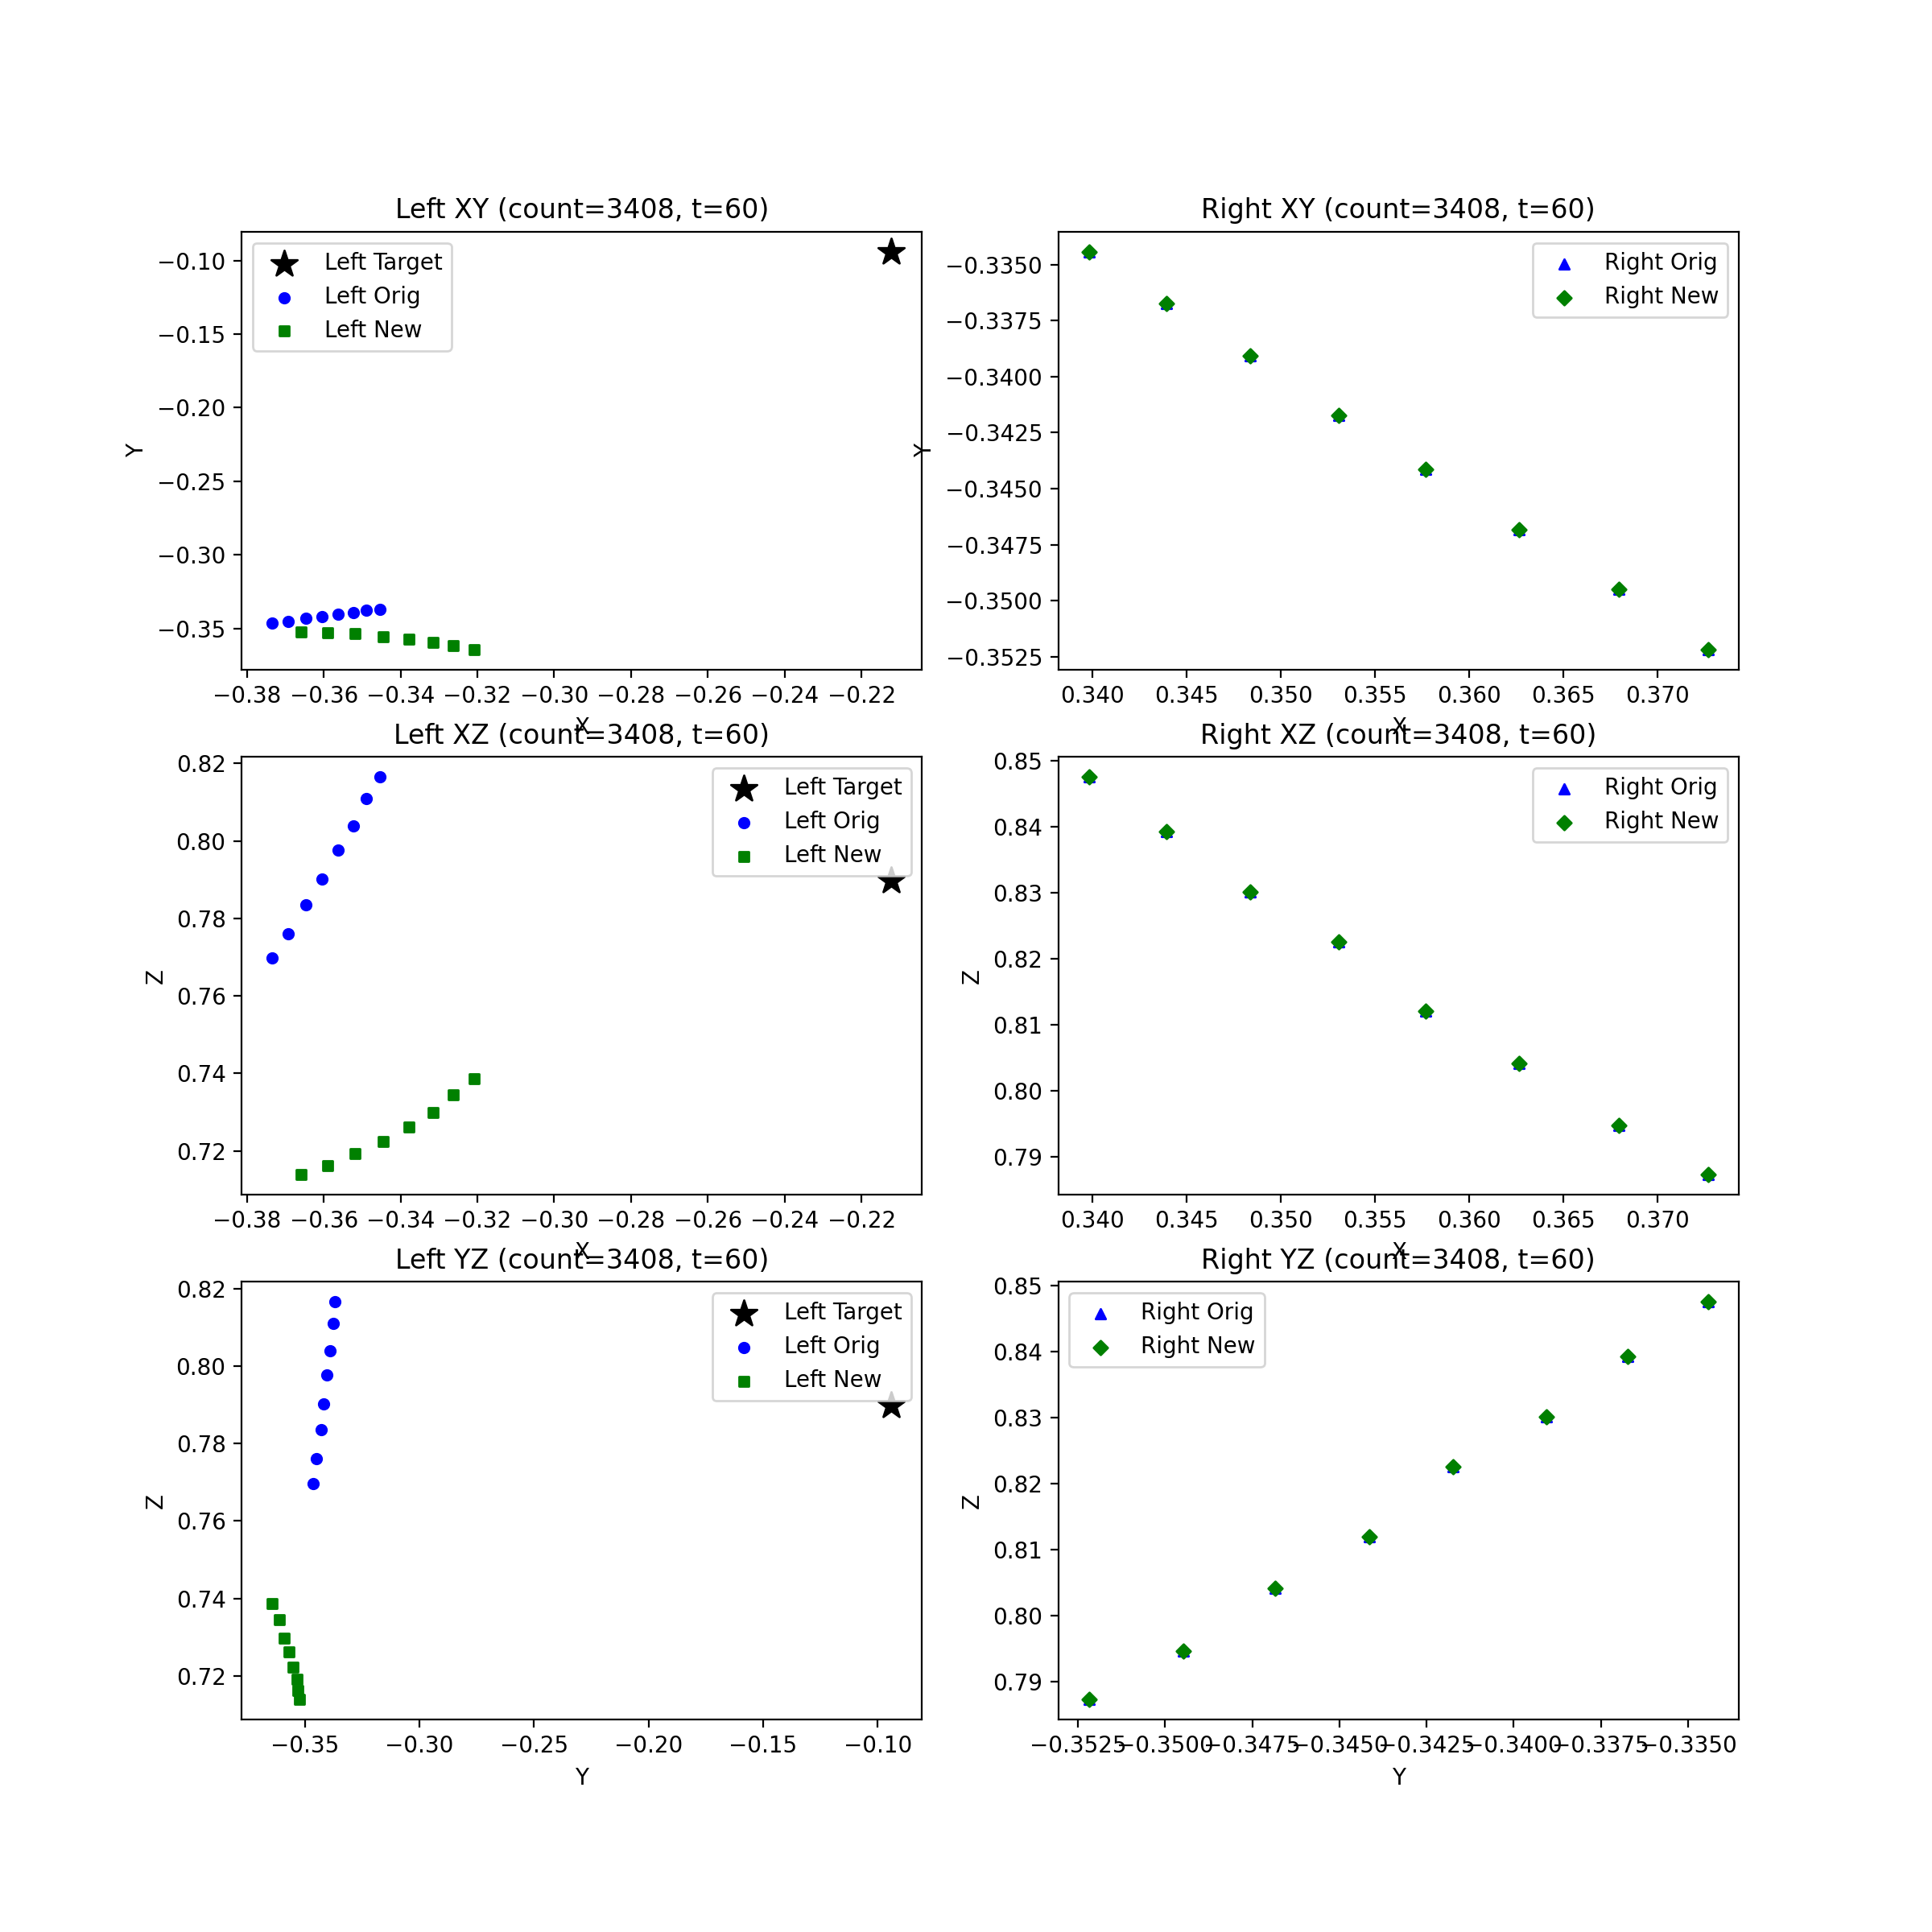 Left XY (count=3408, t=60)
Left Target
Left Orig
Left New
−0.10
−0.15
−0.20
−0.25
−0.30
−0.35
Y
−0.38 −0.36 −0.34 −0.32 −0.30 −0.28 −0.26 −0.24 −0.22
X
Right XY (count=3408, t=60)
Right Orig
Right New
−0.3350
−0.3375
−0.3400
−0.3425
−0.3450
−0.3475
−0.3500
−0.3525
Y
0.340 0.345 0.350 0.355 0.360 0.365 0.370
X
Left XZ (count=3408, t=60)
Left Target
Left Orig
Left New
0.82
0.80
0.78
0.76
0.74
0.72
Z
−0.38 −0.36 −0.34 −0.32 −0.30 −0.28 −0.26 −0.24 −0.22
X
Right XZ (count=3408, t=60)
Right Orig
Right New
0.85
0.84
0.83
0.82
0.81
0.80
0.79
Z
0.340 0.345 0.350 0.355 0.360 0.365 0.370
X
Left YZ (count=3408, t=60)
Left Target
Left Orig
Left New
0.82
0.80
0.78
0.76
0.74
0.72
Z
−0.35 −0.30 −0.25 −0.20 −0.15 −0.10
Y
Right YZ (count=3408, t=60)
Right Orig
Right New
0.85
0.84
0.83
0.82
0.81
0.80
0.79
Z
−0.3525 −0.3500 −0.3475 −0.3450 −0.3425 −0.3400 −0.3375 −0.3350
Y